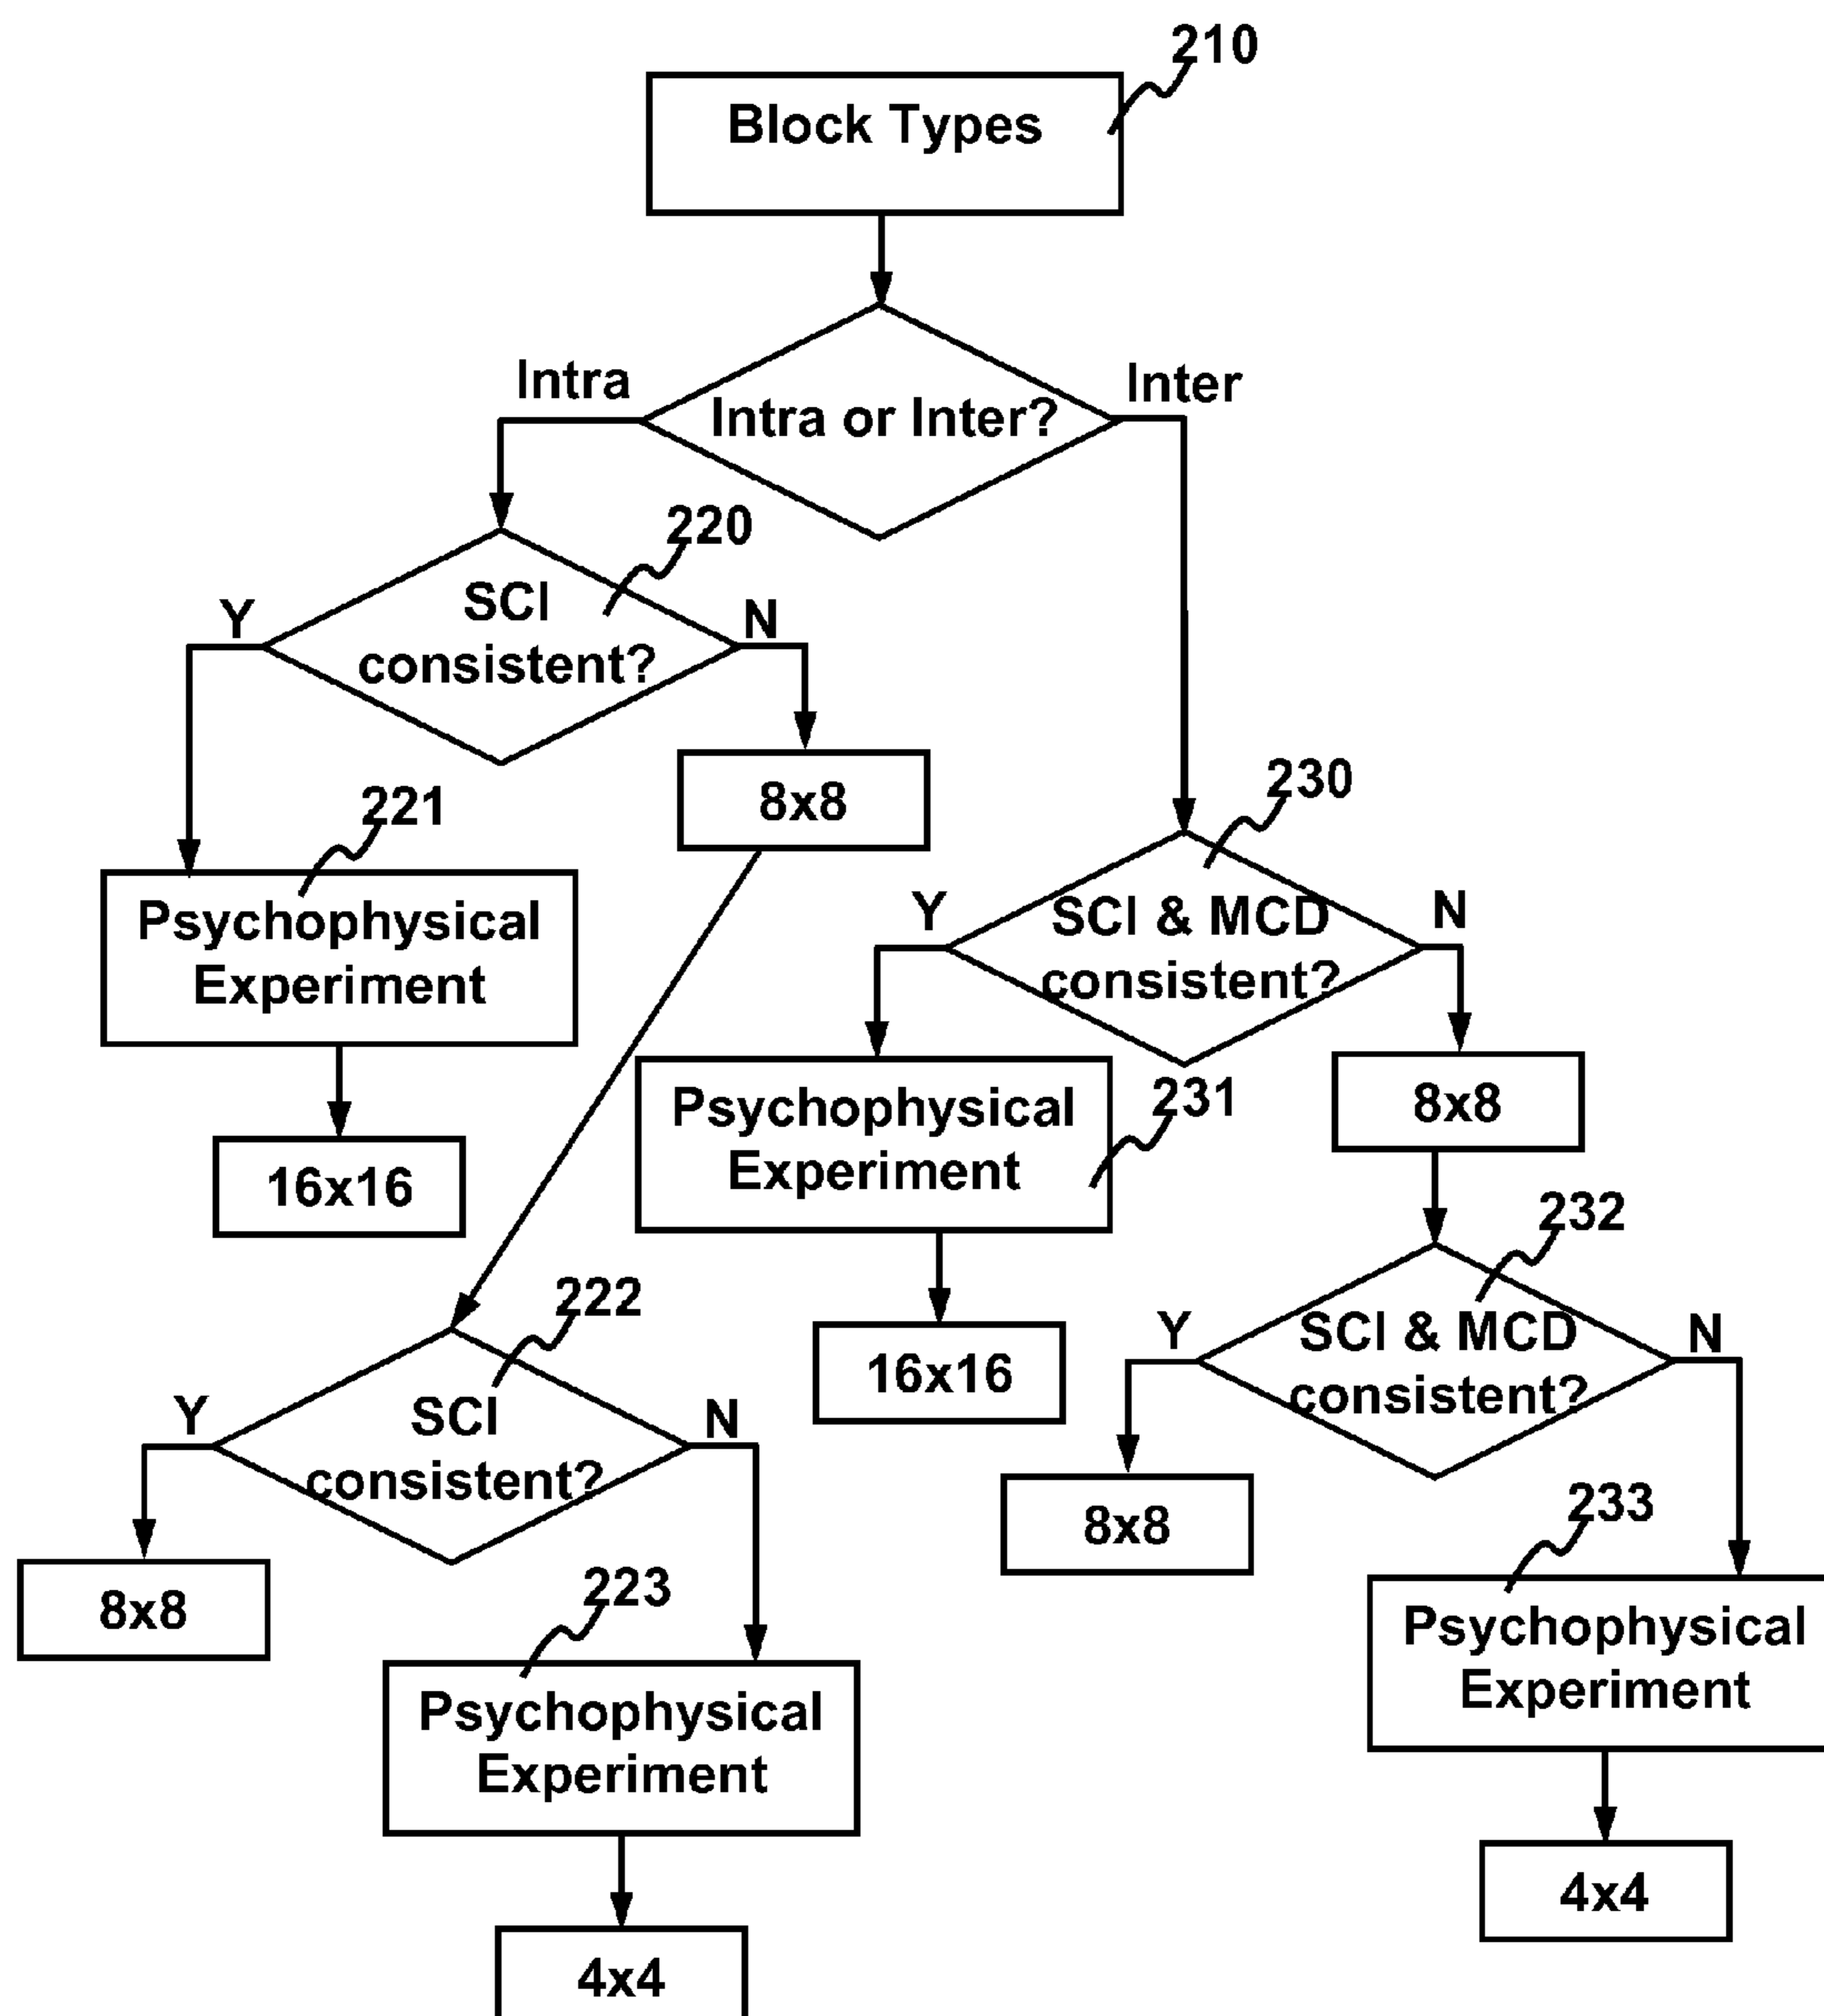 210
Block Types
Intra
Inter
Intra or Inter?
220
SCI
consistent?
Y
N
8x8
221
Psychophysical
Experiment
16x16
230
SCI & MCD
consistent?
Y
N
8x8
231
Psychophysical
Experiment
16x16
232
SCI & MCD
consistent?
Y
N
8x8
222
SCI
consistent?
Y
N
8x8
233
Psychophysical
Experiment
4x4
223
Psychophysical
Experiment
4x4